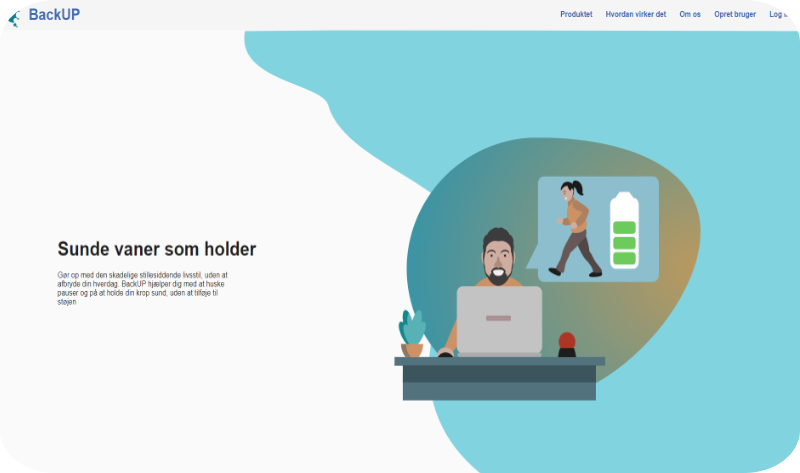 BackUP
Produktet
Hvordan virker det
Om os
Opret bruger
Log
Sunde vaner som holder
Gør op med den skadelige stillesiddende livsstil, uden at
afbryde din hverdag. BackUP hjælper dig med at huske
pauser og på at holde din krop sund, uden at tilføje til
støjen